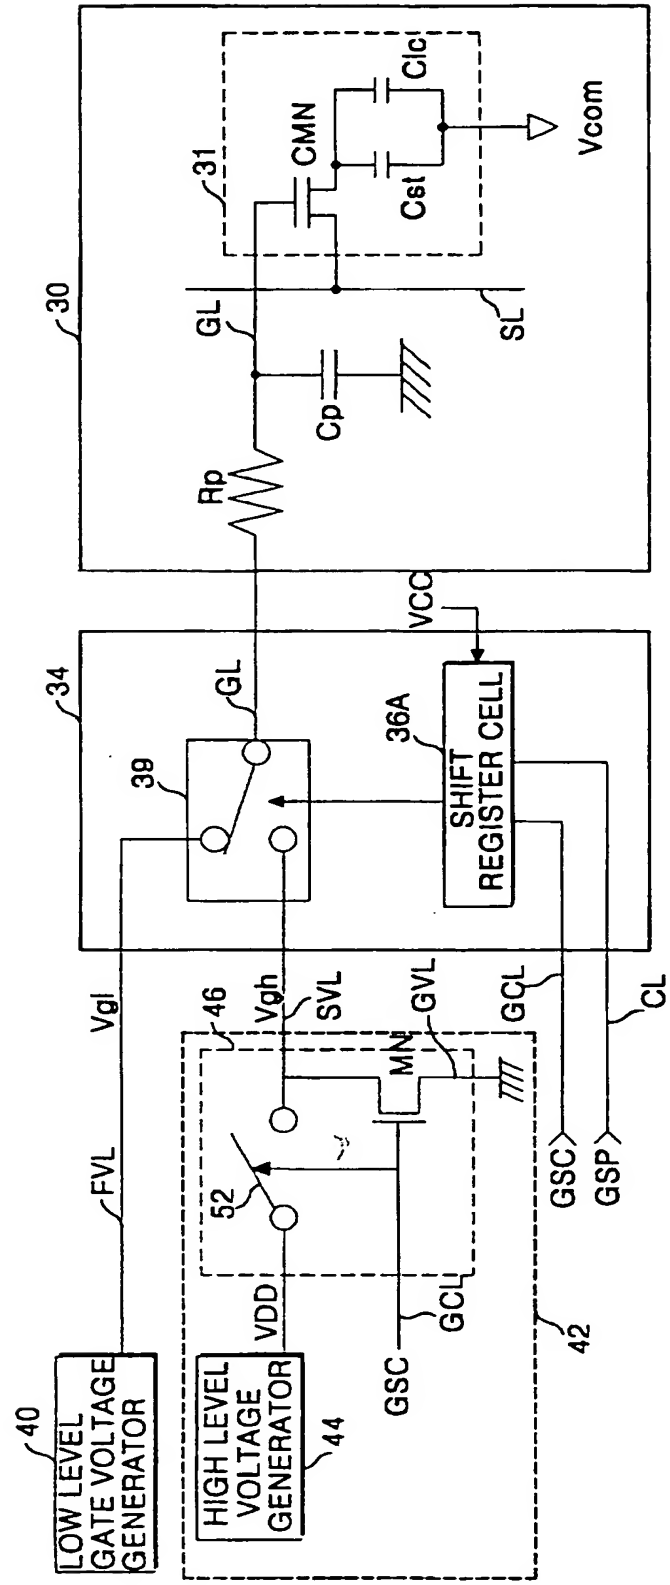 40
LOW LEVEL
GATE VOLTAGE
GENERATOR
FVL
Vgl
42
HIGH LEVEL
VOLTAGE
GENERATOR
44
VDD
52
46
Vgh
SVL
MN
GVL
GSC
GCL
34
39
GL
36A
SHIFT
REGISTER CELL
VCC
GSC
GCL
GSP
CL
30
Rp
Cp
GL
SL
31
CMN
Cst
Clc
Vcom